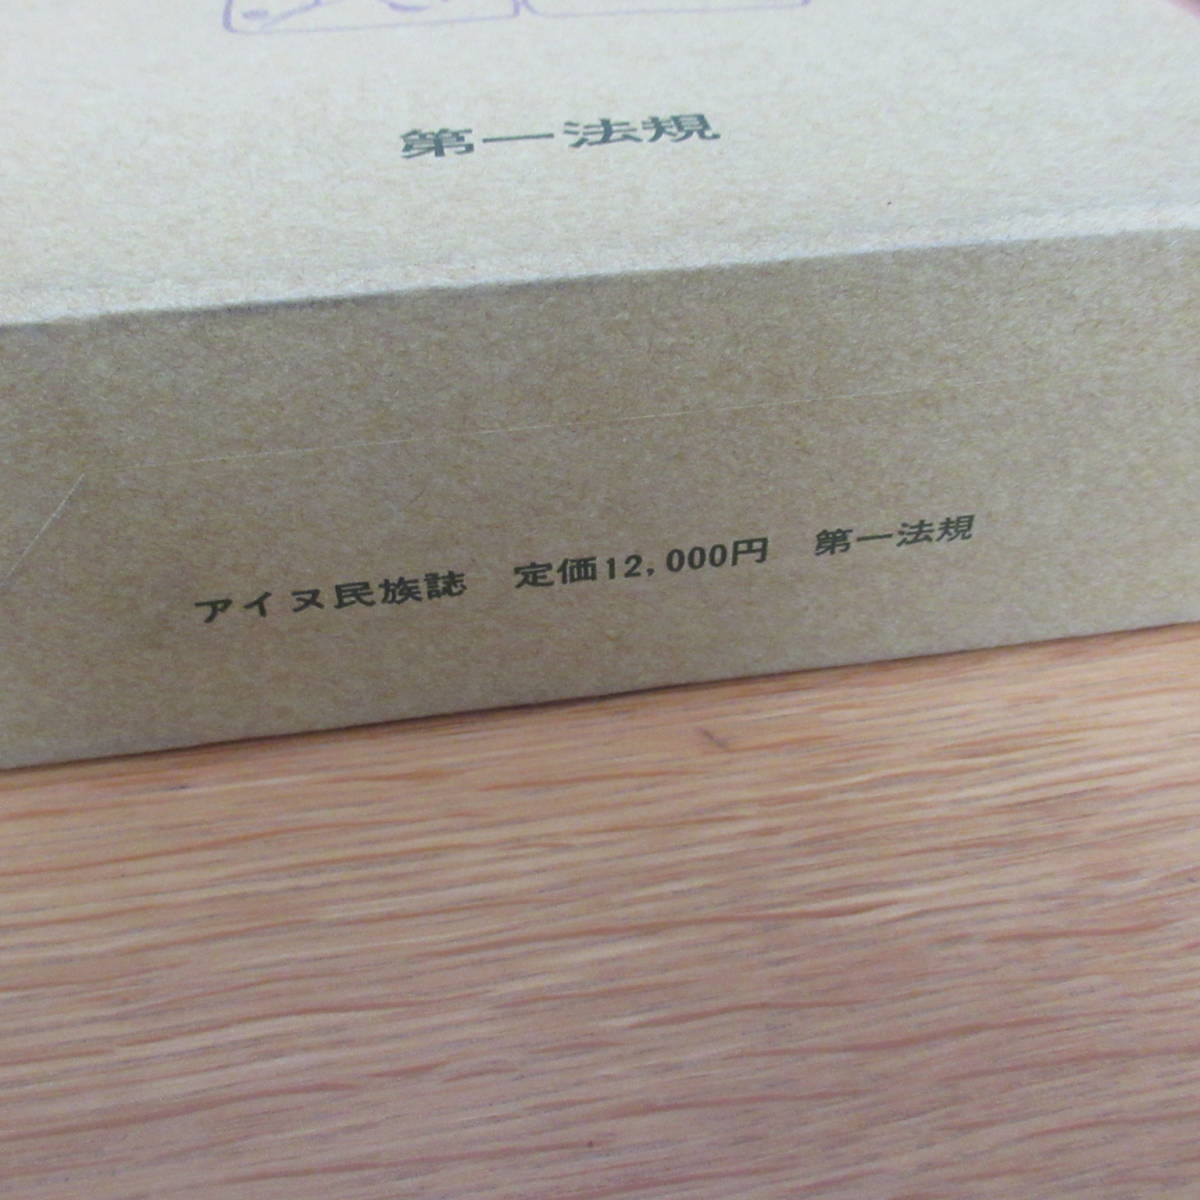 第一法規
アイヌ民族誌　定価12,000円　第一法規